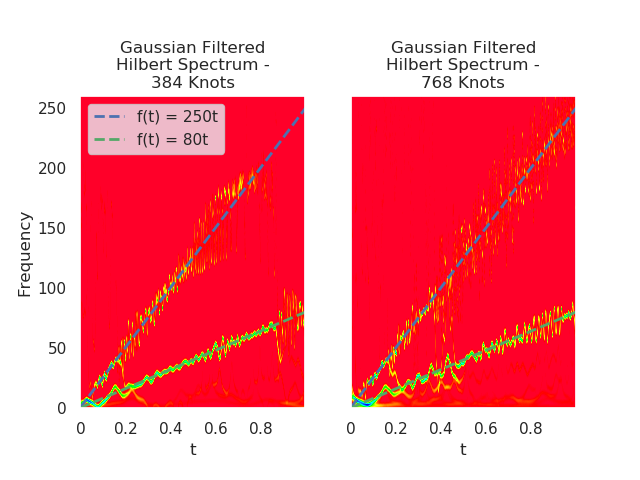 Gaussian Filtered
Hilbert Spectrum -
384 Knots
Gaussian Filtered
Hilbert Spectrum -
768 Knots
f(t) = 250t
f(t) = 80t
250
200
150
100
50
0
Frequency
0 0.2 0.4 0.6 0.8
t
0 0.2 0.4 0.6 0.8
t